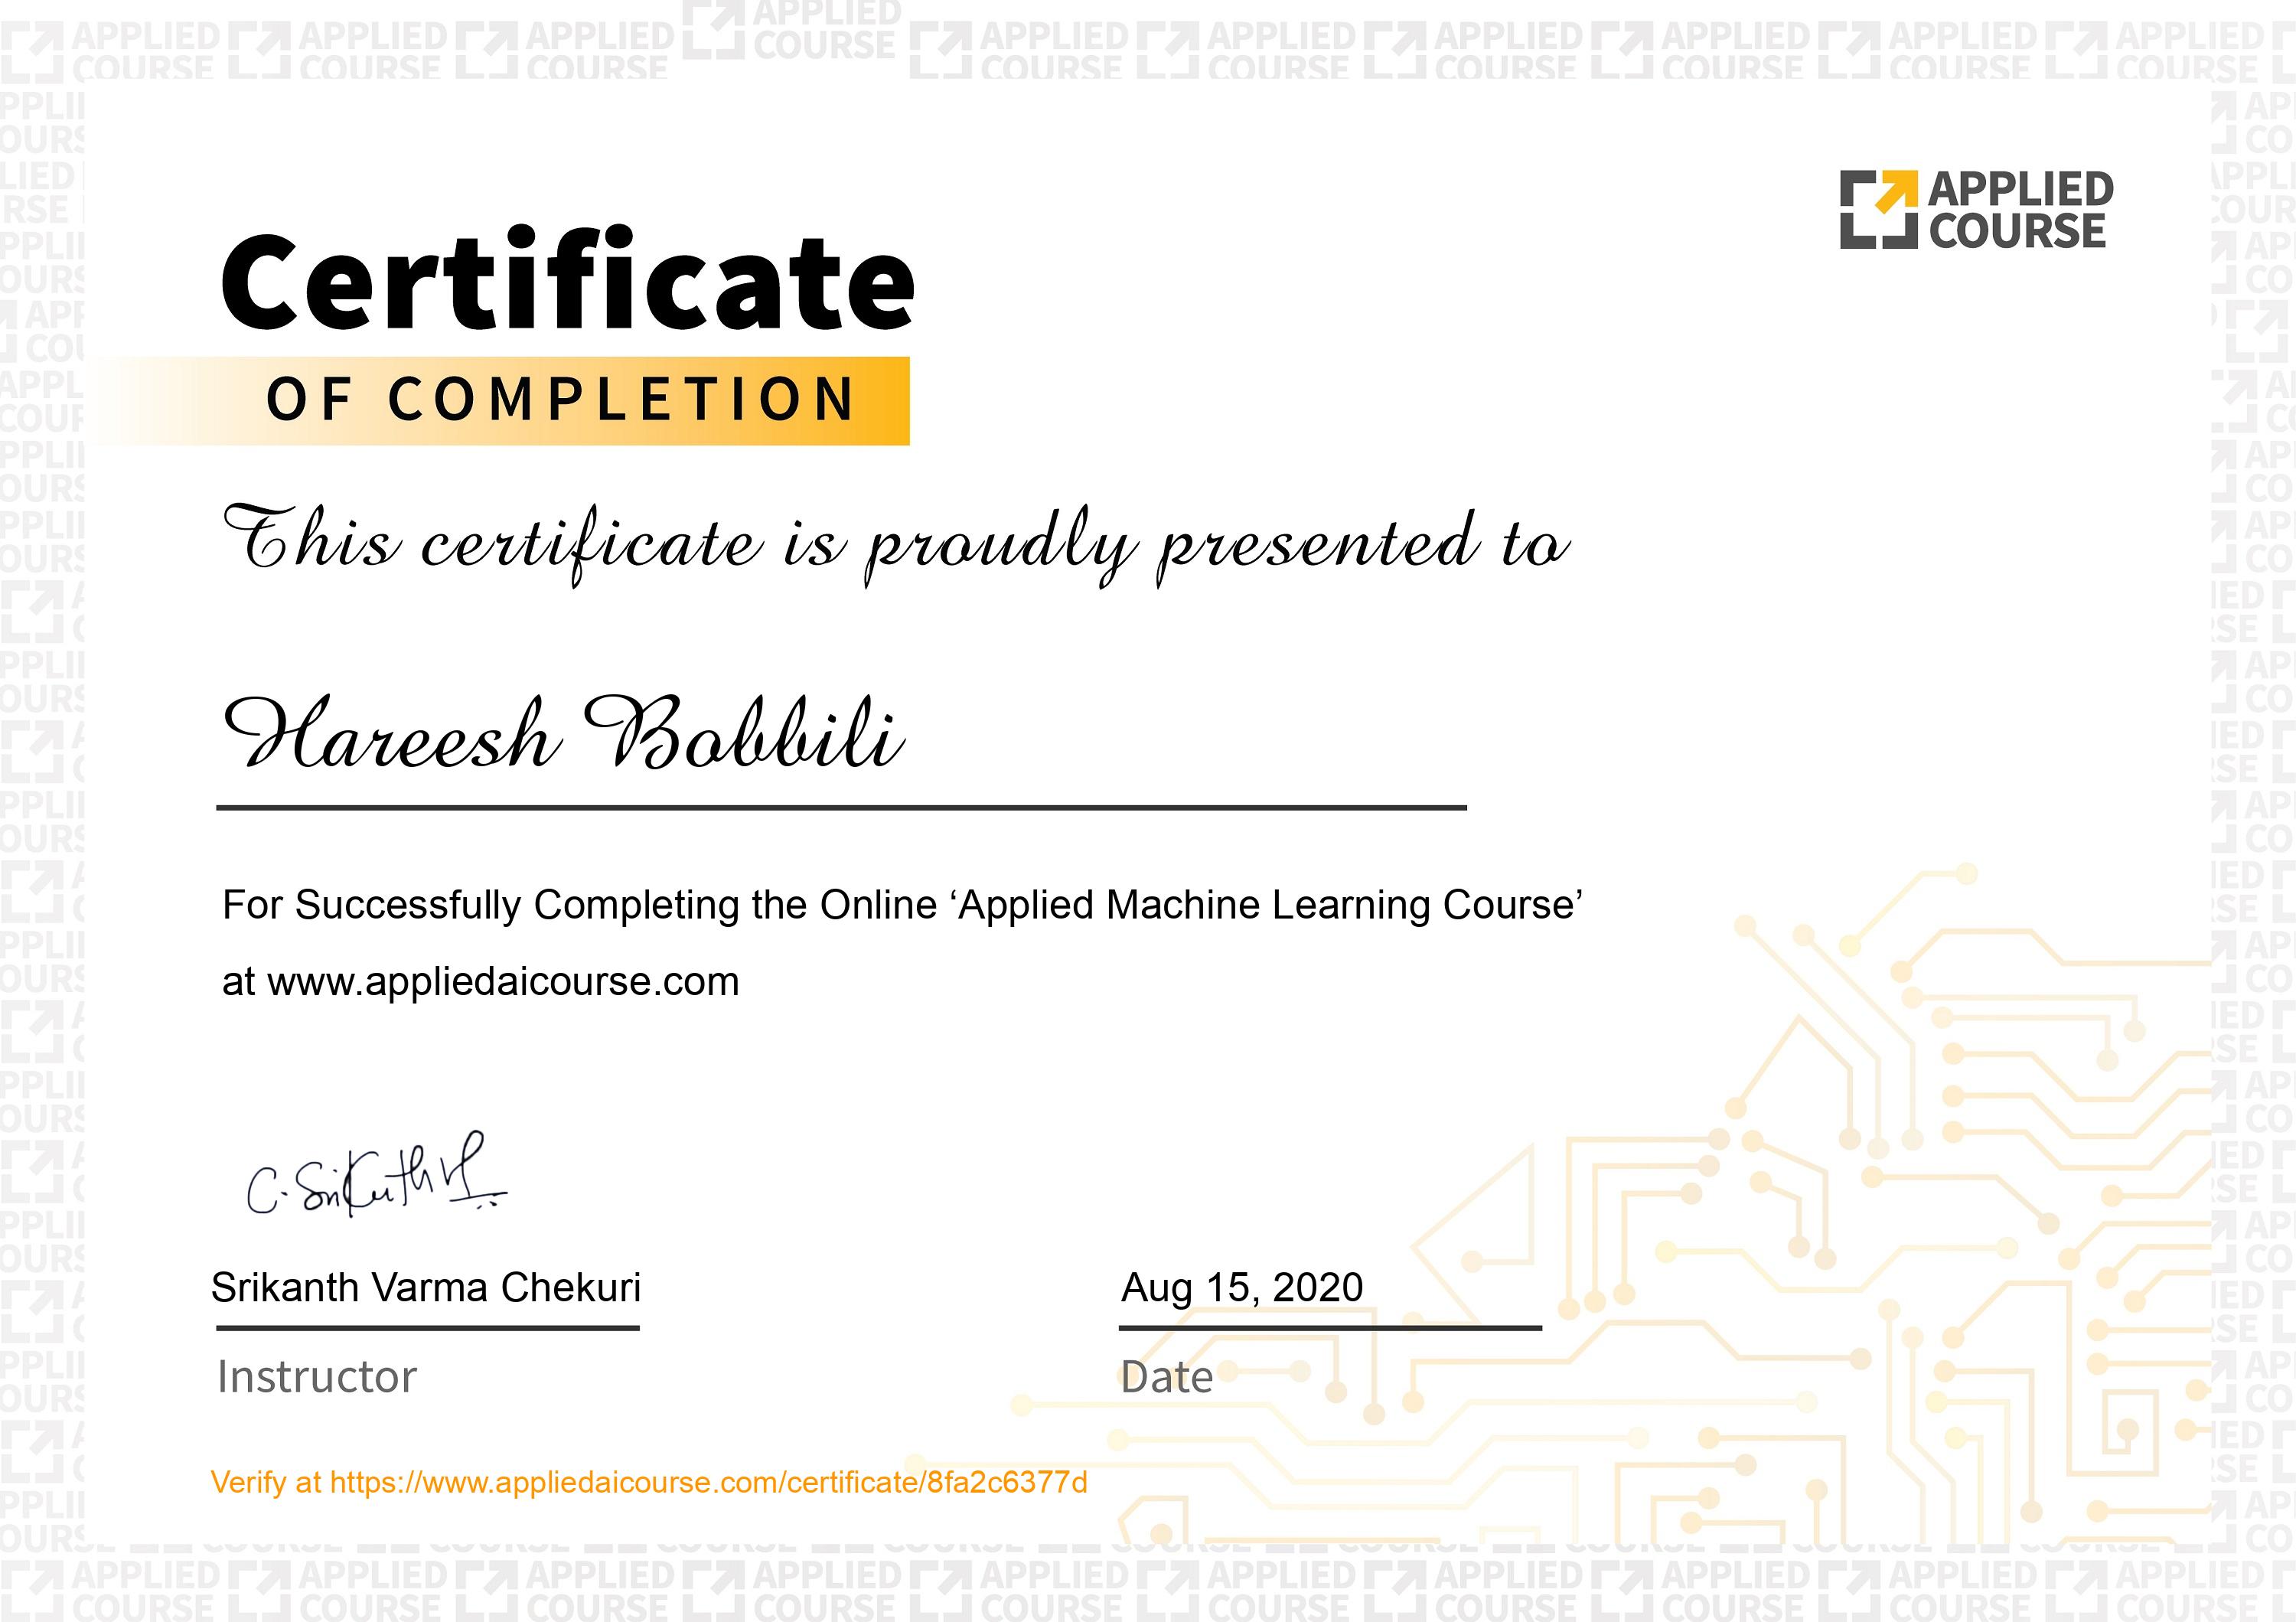 APPLIED
COURSE
Certificate
OF COMPLETION
This certificate is proudly presented to
Hareesh Bobbili
For Successfully Completing the Online ‘Applied Machine Learning Course’
at www.appliedaicourse.com
C. Srikanth V
Srikanth Varma Chekuri
Aug 15, 2020
Instructor
Date
Verify at https://www.appliedaicourse.com/certificate/8fa2c6377d